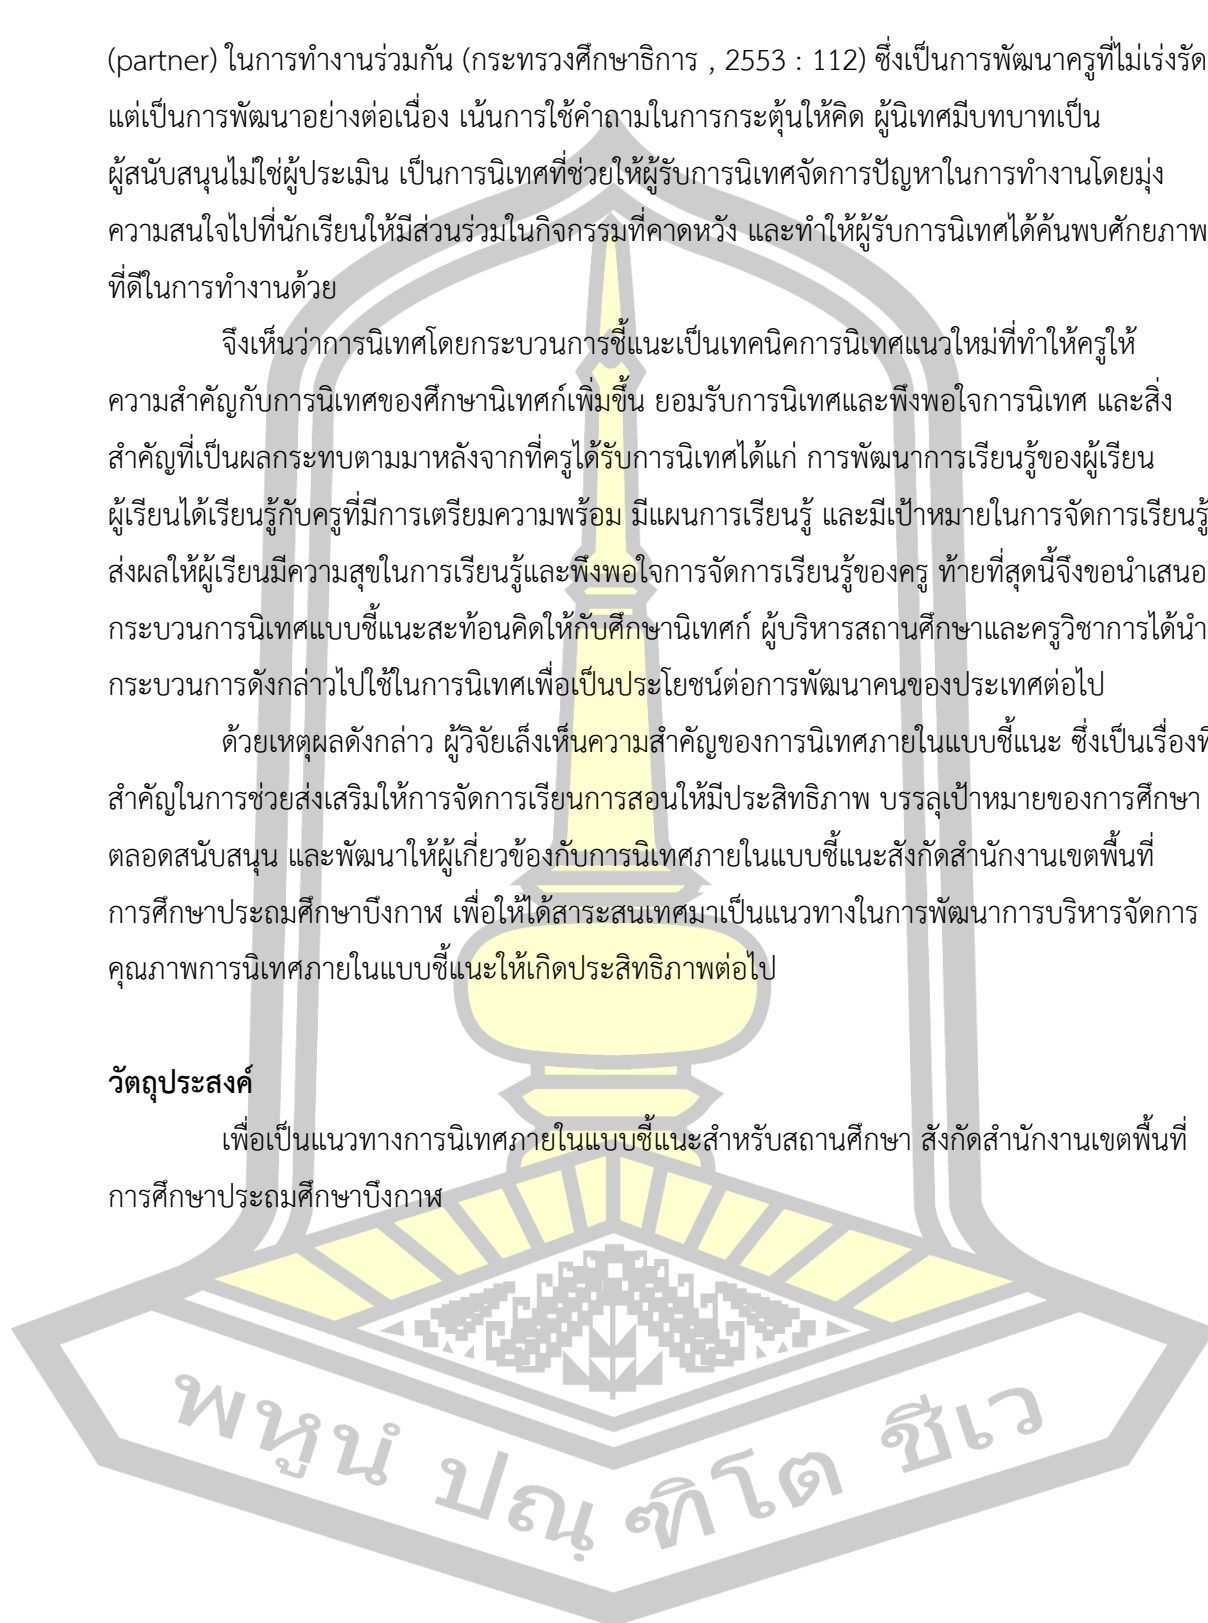 (partner) ในการทำงานร่วมกัน (กระทรวงศึกษาธิการ , 2553 : 112) ซึ่งเป็นการพัฒนาครูที่ไม่เร่งรัด
แต่เป็นการพัฒนาอย่างต่อเนื่อง เน้นการใช้คำถามในการกระตุ้นให้คิด ผู้นิเทศมีบทบาทเป็น
ผู้สนับสนุนไม่ใช่ผู้ประเมิน เป็นการนิเทศที่ช่วยให้ผู้รับการนิเทศจัดการปัญหาในการทำงานโดยมุ่ง
ความสนใจไปที่นักเรียนให้มีส่วนร่วมในกิจกรรมที่คาดหวัง และทำให้ผู้รับการนิเทศได้ค้นพบศักยภาพ
ที่ดีในการทำงานด้วย
จึงเห็นว่าการนิเทศโดยกระบวนการชี้แนะเป็นเทคนิคการนิเทศแนวใหม่ที่ทำให้ครูให้
ความสำคัญกับการนิเทศของศึกษานิเทศก์เพิ่มขึ้น ยอมรับการนิเทศและพึงพอใจการนิเทศ และสิ่ง
สำคัญที่เป็นผลกระทบตามมาหลังจากที่ครูได้รับการนิเทศได้แก่ การพัฒนาการเรียนรู้ของผู้เรียน
ผู้เรียนได้เรียนรู้กับครูที่มีการเตรียมความพร้อม มีแผนการเรียนรู้ และมีเป้าหมายในการจัดการเรียนรู้
ส่งผลให้ผู้เรียนมีความสุขในการเรียนรู้และพึงพอใจการจัดการเรียนรู้ของครู ท้ายที่สุดนี้จึงขอนำเสนอ
กระบวนการนิเทศแบบชี้แนะสะท้อนคิดให้กับศึกษานิเทศก์ ผู้บริหารสถานศึกษาและครูวิชาการได้นำ
กระบวนการดังกล่าวไปใช้ในการนิเทศเพื่อเป็นประโยชน์ต่อการพัฒนาคนของประเทศต่อไป
ด้วยเหตุผลดังกล่าว ผู้วิจัยเล็งเห็นความสำคัญของการนิเทศภายในแบบชี้แนะ ซึ่งเป็นเรื่องที่
สำคัญในการช่วยส่งเสริมให้การจัดการเรียนการสอนให้มีประสิทธิภาพ บรรลุเป้าหมายของการศึกษา
ตลอดสนับสนุน และพัฒนาให้ผู้เกี่ยวข้องกับการนิเทศภายในแบบชี้แนะสังกัดสำนักงานเขตพื้นที่
การศึกษาประถมศึกษาบึงกาฬ เพื่อให้ได้สาระสนเทศมาเป็นแนวทางในการพัฒนาการบริหารจัดการ
คุณภาพการนิเทศภายในแบบชี้แนะให้เกิดประสิทธิภาพต่อไป
วัตถุประสงค์
เพื่อเป็นแนวทางการนิเทศภายในแบบชี้แนะสำหรับสถานศึกษา สังกัดสำนักงานเขตพื้นที่
การศึกษาประถมศึกษาบึงกาฬ
พหูนํ ปณฺ ฑิโต ชีเว